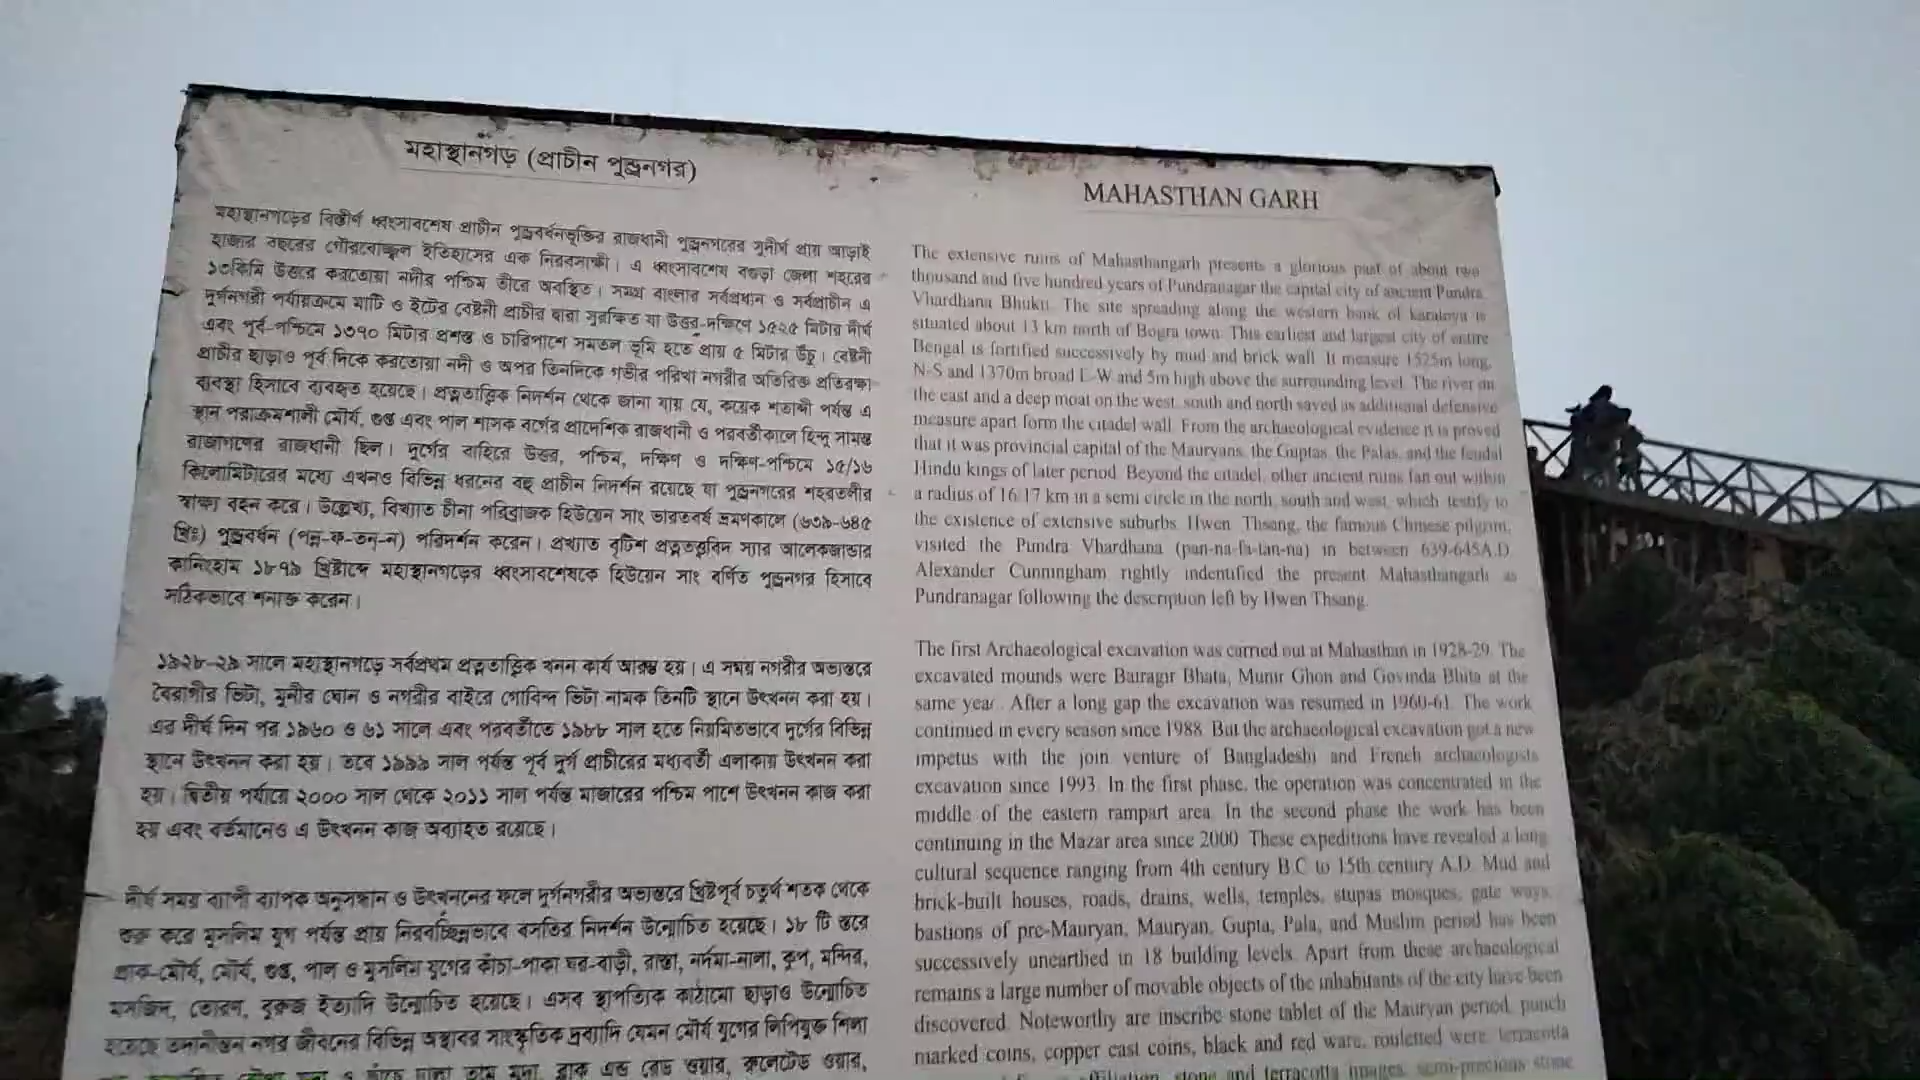 মহাস্থানগড় (প্রাচীন পুন্ড্রনগর)
মহাস্থানগড়ের বিস্তীর্ণ ধ্বংসাবশেষ প্রাচীন পুন্ড্রবর্ধনভূক্তির রাজধানী পুন্ড্রনগরের সুদীর্ঘ প্রায় আড়াই
হাজার বছরের গৌরবোজ্জ্বল ইতিহাসের এক নিরবসাক্ষী। এ ধ্বংসাবশেষ বগুড়া জেলা শহরের
১৩কিমি উত্তরে করতোয়া নদীর পশ্চিম তীরে অবস্থিত। সমগ্র বাংলার সর্বপ্রধান ও সর্বপ্রাচীন এ
দুর্গনগরী পর্যায়ক্রমে মাটি ও ইটের বেষ্টনী প্রাচীর দ্বারা সুরক্ষিত যা উত্তর-দক্ষিণে ১৫২৫ মিটার দীর্ঘ
এবং পূর্ব-পশ্চিমে ১৩৭০ মিটার প্রশস্ত ও চারিপাশে সমতল ভূমি হতে প্রায় ৫ মিটার উঁচু। বেষ্টনী
প্রাচীর ছাড়াও পূর্ব দিকে করতোয়া নদী ও অপর তিনদিকে গভীর পরিখা নগরীর অতিরিক্ত প্রতিরক্ষা
ব্যবস্থা হিসাবে ব্যবহৃত হয়েছে। প্রত্নতাত্ত্বিক নিদর্শন থেকে জানা যায় যে, কয়েক শতাব্দী পর্যন্ত এ
স্থান পরাক্রমশালী মৌর্য, গুপ্ত এবং পাল শাসক বর্গের প্রাদেশিক রাজধানী ও পরবর্তীকালে হিন্দু সামন্ত
রাজাগণের রাজধানী ছিল। দুর্গের বাহিরে উত্তর, পশ্চিম, দক্ষিণ ও দক্ষিণ-পশ্চিমে ১৫/১৬
কিলোমিটারের মধ্যে এখনও বিভিন্ন ধরনের বহু প্রাচীন নিদর্শন রয়েছে যা পুন্ড্রনগরের শহরতলীর
স্বাক্ষ্য বহন করে। উল্লেখ্য, বিখ্যাত চীনা পরিব্রাজক হিউয়েন সাং ভারতবর্ষ ভ্রমণকালে (৬৩৯-৬৪৫
খ্রিঃ) পুন্ড্রবর্ধন (পন্ন-ফ-তন্-ন) পরিদর্শন করেন। প্রখ্যাত বৃটিশ প্রত্নতত্ত্ববিদ স্যার আলেকজান্ডার
কানিংহাম ১৮৭৯ খ্রিষ্টাব্দে মহাস্থানগড়ের ধ্বংসাবশেষকে হিউয়েন সাং বর্ণিত পুন্ড্রনগর হিসাবে
সঠিকভাবে শনাক্ত করেন।
১৯২৮-২৯ সালে মহাস্থানগড়ে সর্বপ্রথম প্রত্নতাত্ত্বিক খনন কার্য আরম্ভ হয়। এ সময় নগরীর অভ্যন্তরে
বৈরাগীর ভিটা, মুনীর ঘোন ও নগরীর বাইরে গোবিন্দ ভিটা নামক তিনটি স্থানে উৎখনন করা হয়।
এর দীর্ঘ দিন পর ১৯৬০ ও ৬১ সালে এবং পরবর্তীতে ১৯৮৮ সাল হতে নিয়মিতভাবে দুর্গের বিভিন্ন
স্থানে উৎখনন করা হয়। তবে ১৯৯৯ সাল পর্যন্ত পূর্ব দুর্গ প্রাচীরের মধ্যবর্তী এলাকায় উৎখনন করা
হয়। দ্বিতীয় পর্যায়ে ২০০০ সাল থেকে ২০১১ সাল পর্যন্ত মাজারের পশ্চিম পাশে উৎখনন কাজ করা
হয় এবং বর্তমানেও এ উৎখনন কাজ অব্যাহত রয়েছে।
দীর্ঘ সময় ব্যাপী ব্যাপক অনুসন্ধান ও উৎখননের ফলে দুর্গনগরীর অভ্যন্তরে খ্রিষ্টপূর্ব চতুর্থ শতক থেকে
শুরু করে মুসলিম যুগ পর্যন্ত প্রায় নিরবচ্ছিন্নভাবে বসতির নিদর্শন উন্মোচিত হয়েছে। ১৮ টি স্তরে
প্রাক-মৌর্য, মৌর্য, গুপ্ত, পাল ও মুসলিম যুগের কাঁচা-পাকা ঘর-বাড়ী, রাস্তা, নর্দমা-নালা, কূপ, মন্দির,
মসজিদ, তোরণ, বুরুজ ইত্যাদি উন্মোচিত হয়েছে। এসব স্থাপত্যিক কাঠামো ছাড়াও উন্মোচিত
হয়েছে তদানীন্তন নগর জীবনের বিভিন্ন অস্থাবর সাংস্কৃতিক দ্রব্যাদি যেমন মৌর্য যুগের লিপিযুক্ত শিলা
ব্লাক এন্ড রেড ওয়ার, রুলেটেড ওয়ার,
MAHASTHAN GARH
The extensive ruins of Mahasthangarh presents a glorious past of about two
thousand and five hundred years of Pundranagar the capital city of ancient Pundra
Vhardhana Bhukti. The site spreading along the western bank of karatoya is
situated about 13 km north of Bogra town. This earliest and largest city of entire
Bengal is fortified successively by mud and brick wall. It measure 1525m long,
N-S and 1370m broad E-W and 5m high above the surrounding level. The river on
the east and a deep moat on the west, south and north saved as additional defensive
measure apart form the citadel wall. From the archaeological evidence it is proved
that it was provincial capital of the Mauryans, the Guptas, the Palas, and the feudal
Hindu kings of later period. Beyond the citadel, other ancient ruins fan out within
a radius of 16/17 km in a semi circle in the north, south and west, which testify to
the existence of extensive suburbs. Hwen Thsang, the famous Chinese pilgrim,
visited the Pundra Vhardhana (pan-na-fa-tan-na) in between 639-645A.D.
Alexander Cunningham rightly indentified the present Mahasthangarh as
Pundranagar following the description left by Hwen Thsang.
The first Archaeological excavation was carried out at Mahasthan in 1928-29. The
excavated mounds were Bairagir Bhata, Munir Ghon and Govinda Bhita at the
same year. After a long gap the excavation was resumed in 1960-61. The work
continued in every season since 1988. But the archaeological excavation got a new
impetus with the join venture of Bangladeshi and French archaeologists
excavation since 1993. In the first phase, the operation was concentrated in the
middle of the eastern rampart area. In the second phase the work has been
continuing in the Mazar area since 2000. These expeditions have revealed a long
cultural sequence ranging from 4th century B.C to 15th century A.D. Mud and
brick-built houses, roads, drains, wells, temples, stupas mosques, gate ways,
bastions of pre-Mauryan, Mauryan, Gupta, Pala, and Muslim period has been
successively unearthed in 18 building levels. Apart from these archaeological
remains a large number of movable objects of the inhabitants of the city have been
discovered. Noteworthy are inscribe stone tablet of the Mauryan period, punch
marked coins, copper cast coins, black and red ware, rouletted were, terracotta
affiliation, stone and terracotta images, semi-precious stone